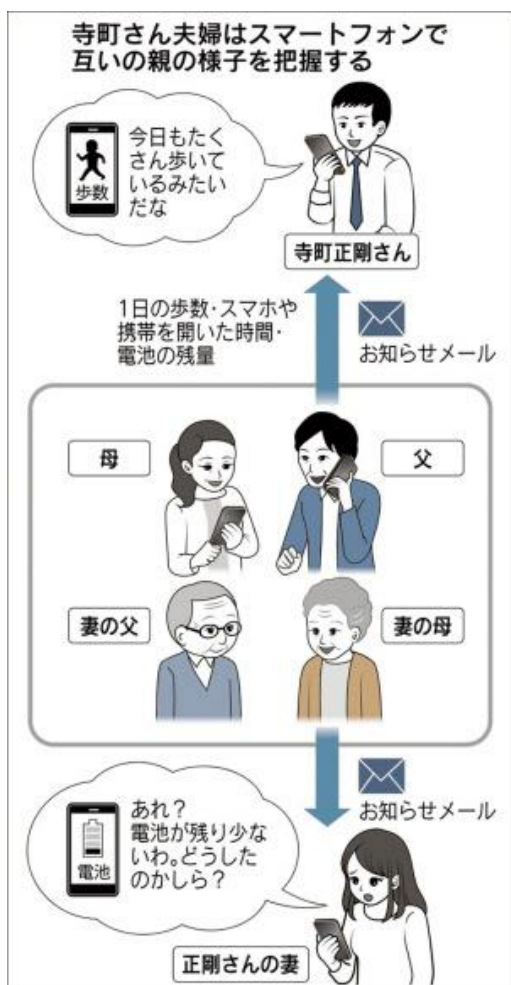 寺町さん夫婦はスマートフォンで
互いの親の様子を把握する
今日もたく
さん歩いて
いるみたい
だな
歩数
寺町正剛さん
1日の歩数・スマホや
携帯を開いた時間・
電池の残量
お知らせメール
母
父
妻の父
妻の母
お知らせメール
あれ?
電池が残り少な
いわ。どうした
のかしら?
電池
正剛さんの妻